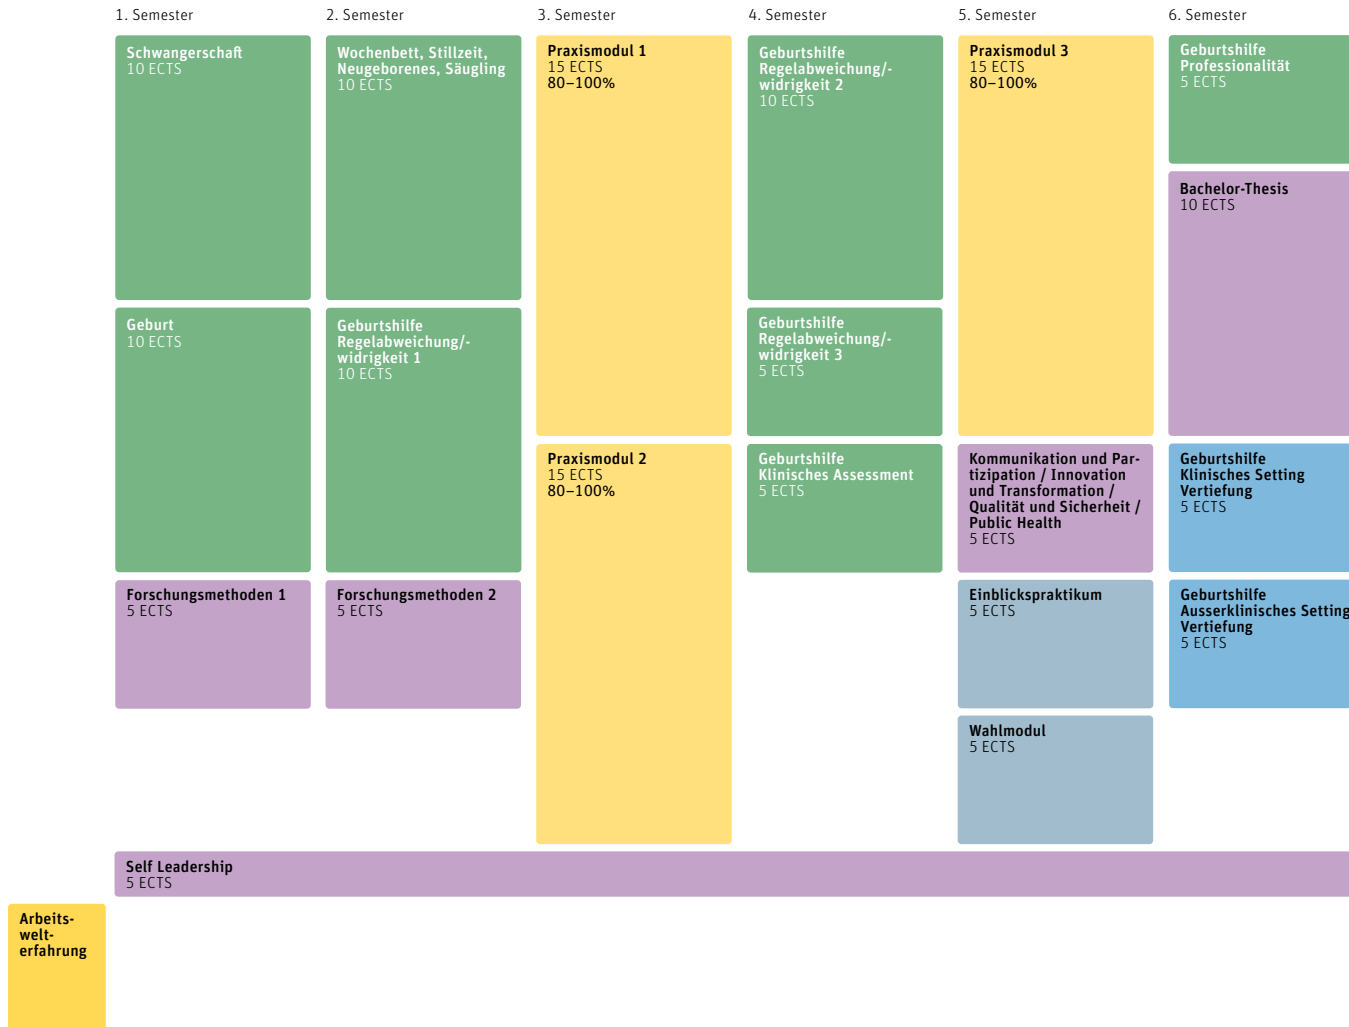 1. Semester
2. Semester
3. Semester
4. Semester
5. Semester
6. Semester
Schwangerschaft
10 ECTS
Geburt
10 ECTS
Forschungsmethoden 1
5 ECTS
Wochenbett, Stillzeit,
Neugeborenes, Säugling
10 ECTS
Geburtshilfe
Regelabweichung/-
widrigkeit 1
10 ECTS
Forschungsmethoden 2
5 ECTS
Praxismodul 1
15 ECTS
80–100%
Praxismodul 2
15 ECTS
80–100%
Geburtshilfe
Regelabweichung/-
widrigkeit 2
10 ECTS
Geburtshilfe
Regelabweichung/-
widrigkeit 3
5 ECTS
Geburtshilfe
Klinisches Assessment
5 ECTS
Praxismodul 3
15 ECTS
80–100%
Kommunikation und Par-
tizipation / Innovation
und Transformation /
Qualität und Sicherheit /
Public Health
5 ECTS
Einblickspraktikum
5 ECTS
Wahlmodul
5 ECTS
Geburtshilfe
Professionalität
5 ECTS
Bachelor-Thesis
10 ECTS
Geburtshilfe
Klinisches Setting
Vertiefung
5 ECTS
Geburtshilfe
Ausserklinisches Setting
Vertiefung
5 ECTS
Self Leadership
5 ECTS
Arbeits-
welt-
erfahrung